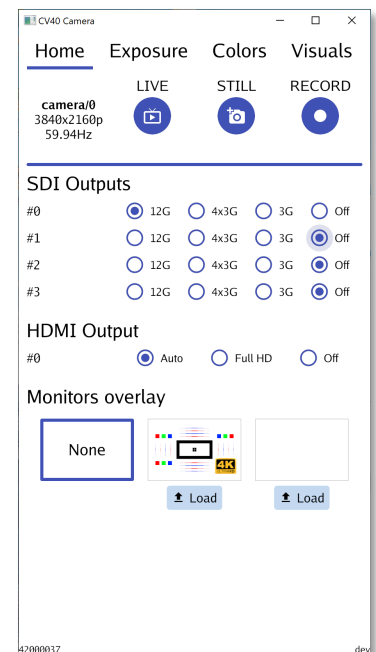 CV40 Camera
Home Exposure Colors Visuals
LIVE STILL RECORD
camera/0
3840x2160p
59.94Hz
SDI Outputs
#0 12G 4x3G 3G Off
#1 12G 4x3G 3G Off
#2 12G 4x3G 3G Off
#3 12G 4x3G 3G Off
HDMI Output
#0 Auto Full HD Off
Monitors overlay
None
4K
Load Load
42000037 dev